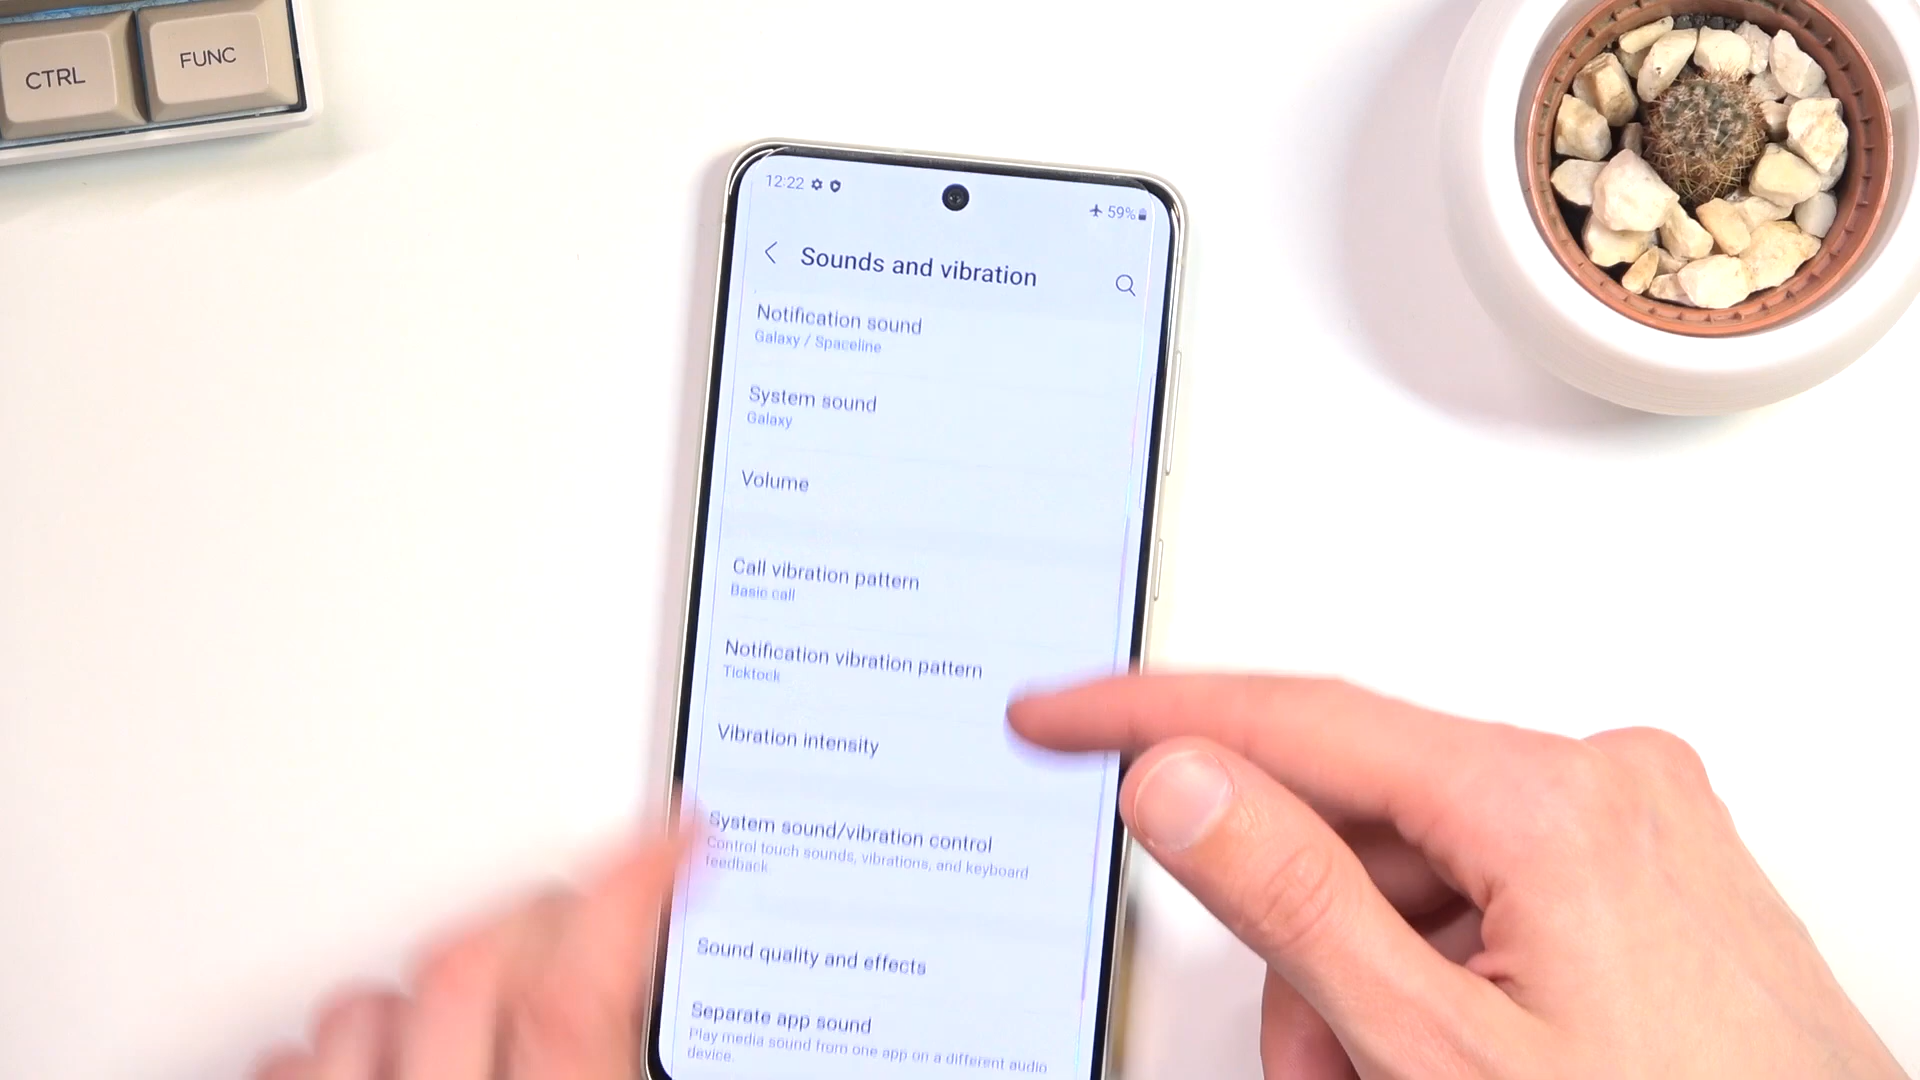 CTRL
FUNC
12:22
59%
Sounds and vibration
Notification sound
Galaxy / Spaceline
System sound
Galaxy
Volume
Call vibration pattern
Basic call
Notification vibration pattern
Ticktock
Vibration intensity
System sound/vibration control
Control touch sounds, vibrations, and keyboard
feedback.
Sound quality and effects
Separate app sound
Play media sound from one app on a different audio
device.